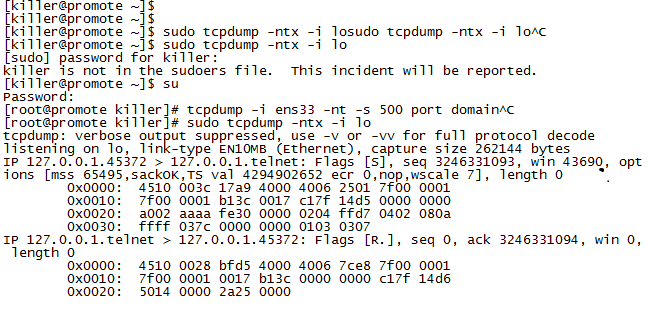 [killer@promote ~]$
[killer@promote ~]$
[killer@promote ~]$ sudo tcpdump -ntx -i losudo tcpdump -ntx -i lo^C
[killer@promote ~]$ sudo tcpdump -ntx -i lo
[sudo] password for killer:
killer is not in the sudoers file.  This incident will be reported.
[killer@promote ~]$ su
Password:
[root@promote killer]# tcpdump -i ens33 -nt -s 500 port domain^C
[root@promote killer]# sudo tcpdump -ntx -i lo
tcpdump: verbose output suppressed, use -v or -vv for full protocol decode
listening on lo, link-type EN10MB (Ethernet), capture size 262144 bytes
IP 127.0.0.1.45372 > 127.0.0.1.telnet: Flags [S], seq 3246331093, win 43690, opt
ions [mss 65495,sackOK,TS val 4294902652 ecr 0,nop,wscale 7], length 0
        0x0000:  4510 003c 17a9 4000 4006 2501 7f00 0001
        0x0010:  7f00 0001 b13c 0017 c17f 14d5 0000 0000
        0x0020:  a002 aaaa fe30 0000 0204 ffd7 0402 080a
        0x0030:  ffff 037c 0000 0000 0103 0307
IP 127.0.0.1.telnet > 127.0.0.1.45372: Flags [R.], seq 0, ack 3246331094, win 0,
 length 0
        0x0000:  4510 0028 bfd5 4000 4006 7ce8 7f00 0001
        0x0010:  7f00 0001 0017 b13c 0000 0000 c17f 14d6
        0x0020:  5014 0000 2a25 0000